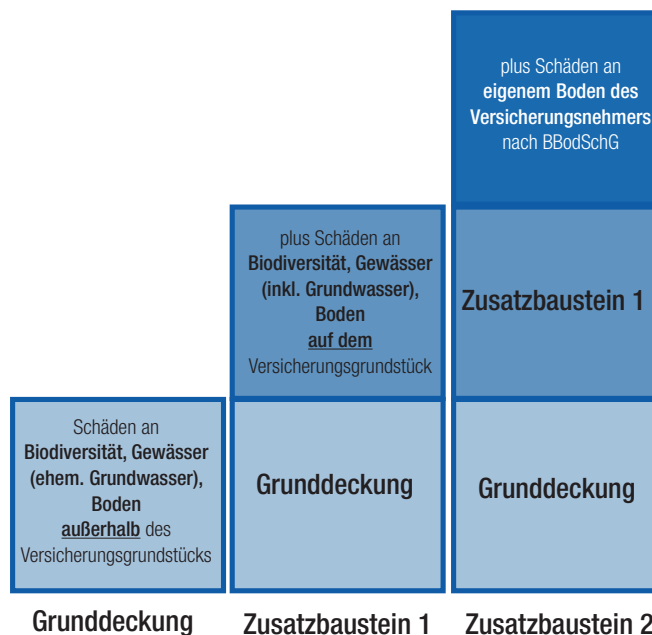 plus Schäden an
eigenem Boden des
Versicherungsnehmers
nach BBodSchG
plus Schäden an
Biodiversität, Gewässer
(inkl. Grundwasser),
Boden
auf dem
Versicherungsgrundstück
Zusatzbaustein 1
Schäden an
Biodiversität, Gewässer
(ehem. Grundwasser),
Boden
außerhalb des
Versicherungsgrundstücks
Grunddeckung
Grunddeckung
Grunddeckung
Zusatzbaustein 1
Zusatzbaustein 2